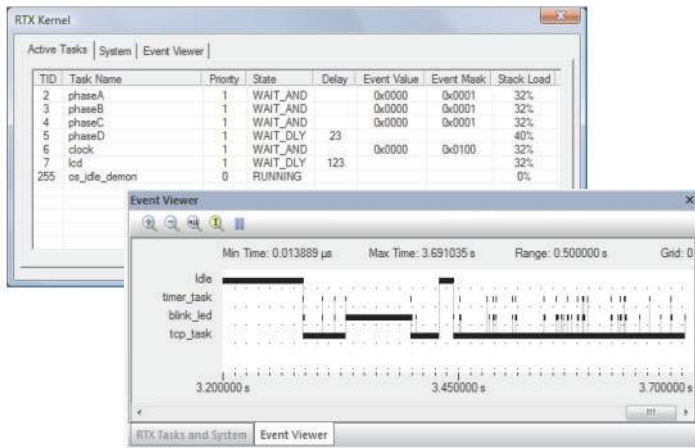 RTX Kernel
Active Tasks System Event Viewer
TID Task Name Priority State Delay Event Value Event Mask Stack Load
2 phaseA 1 WAIT_AND 0x0000 0x0001 32%
3 phaseB 1 WAIT_AND 0x0000 0x0001 32%
4 phaseC 1 WAIT_AND 0x0000 0x0001 32%
5 phaseD 1 WAIT_DLY 23 40%
6 clock 1 WAIT_AND 0x0000 0x0100 32%
7 lcd 1 WAIT_DLY 123 32%
255 os_idle_demon 0 RUNNING 0%
Event Viewer
Min Time: 0.013889 µs Max Time: 3.691035 s Range: 0.500000 s Grid: 0
Idle
timer_task
blink_led
tcp_task
3.200000 s 3.450000 s 3.700000 s
RTX Tasks and System Event Viewer